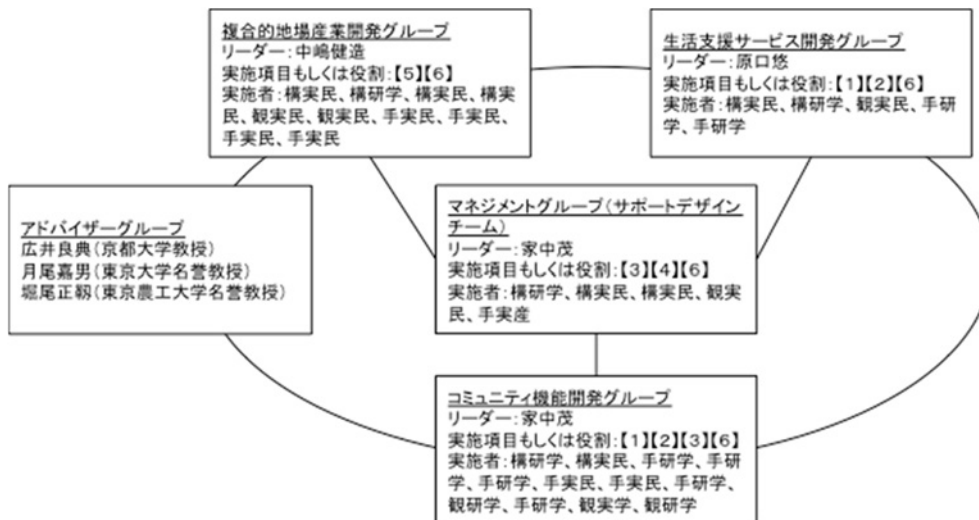 複合的地場産業開発グループ
リーダー：中嶋健造
実施項目もしくは役割：【5】【6】
実施者：構実民、構研学、構実民、構実
民、観実民、観実民、手実民、手実民、
手実民、手実民
生活支援サービス開発グループ
リーダー：原口悠
実施項目もしくは役割：【1】【2】【6】
実施者：構実民、構研学、観実民、手研
学、手研学
アドバイザーグループ
広井良典（京都大学教授）
月尾嘉男（東京大学名誉教授）
堀尾正靱（東京農工大学名誉教授）
マネジメントグループ（サポートデザイン
チーム）
リーダー：家中茂
実施項目もしくは役割：【3】【4】【6】
実施者：構研学、構実民、構実民、観実
民、手実産
コミュニティ機能開発グループ
リーダー：家中茂
実施項目もしくは役割：【1】【2】【3】【6】
実施者：構研学、構実民、手研学、手研
学、手研学、手実民、手実民、手研学、
観研学、手研学、観実学、観研学